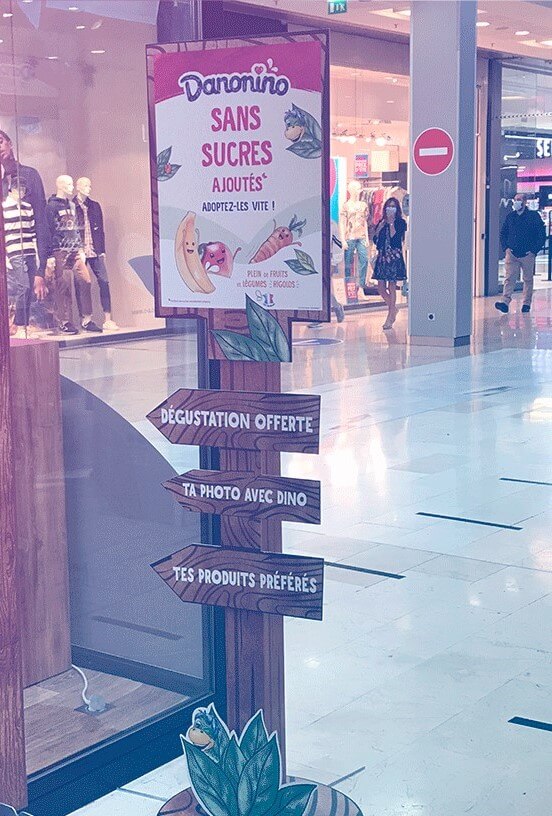 Danonino
SANS
SUCRES
AJOUTÉS*
ADOPTEZ-LES VITE !
PLEIN DE FRUITS
ET LÉGUMES RIGOLOS
DÉGUSTATION OFFERTE
TA PHOTO AVEC DINO
TES PRODUITS PRÉFÉRÉS
SE